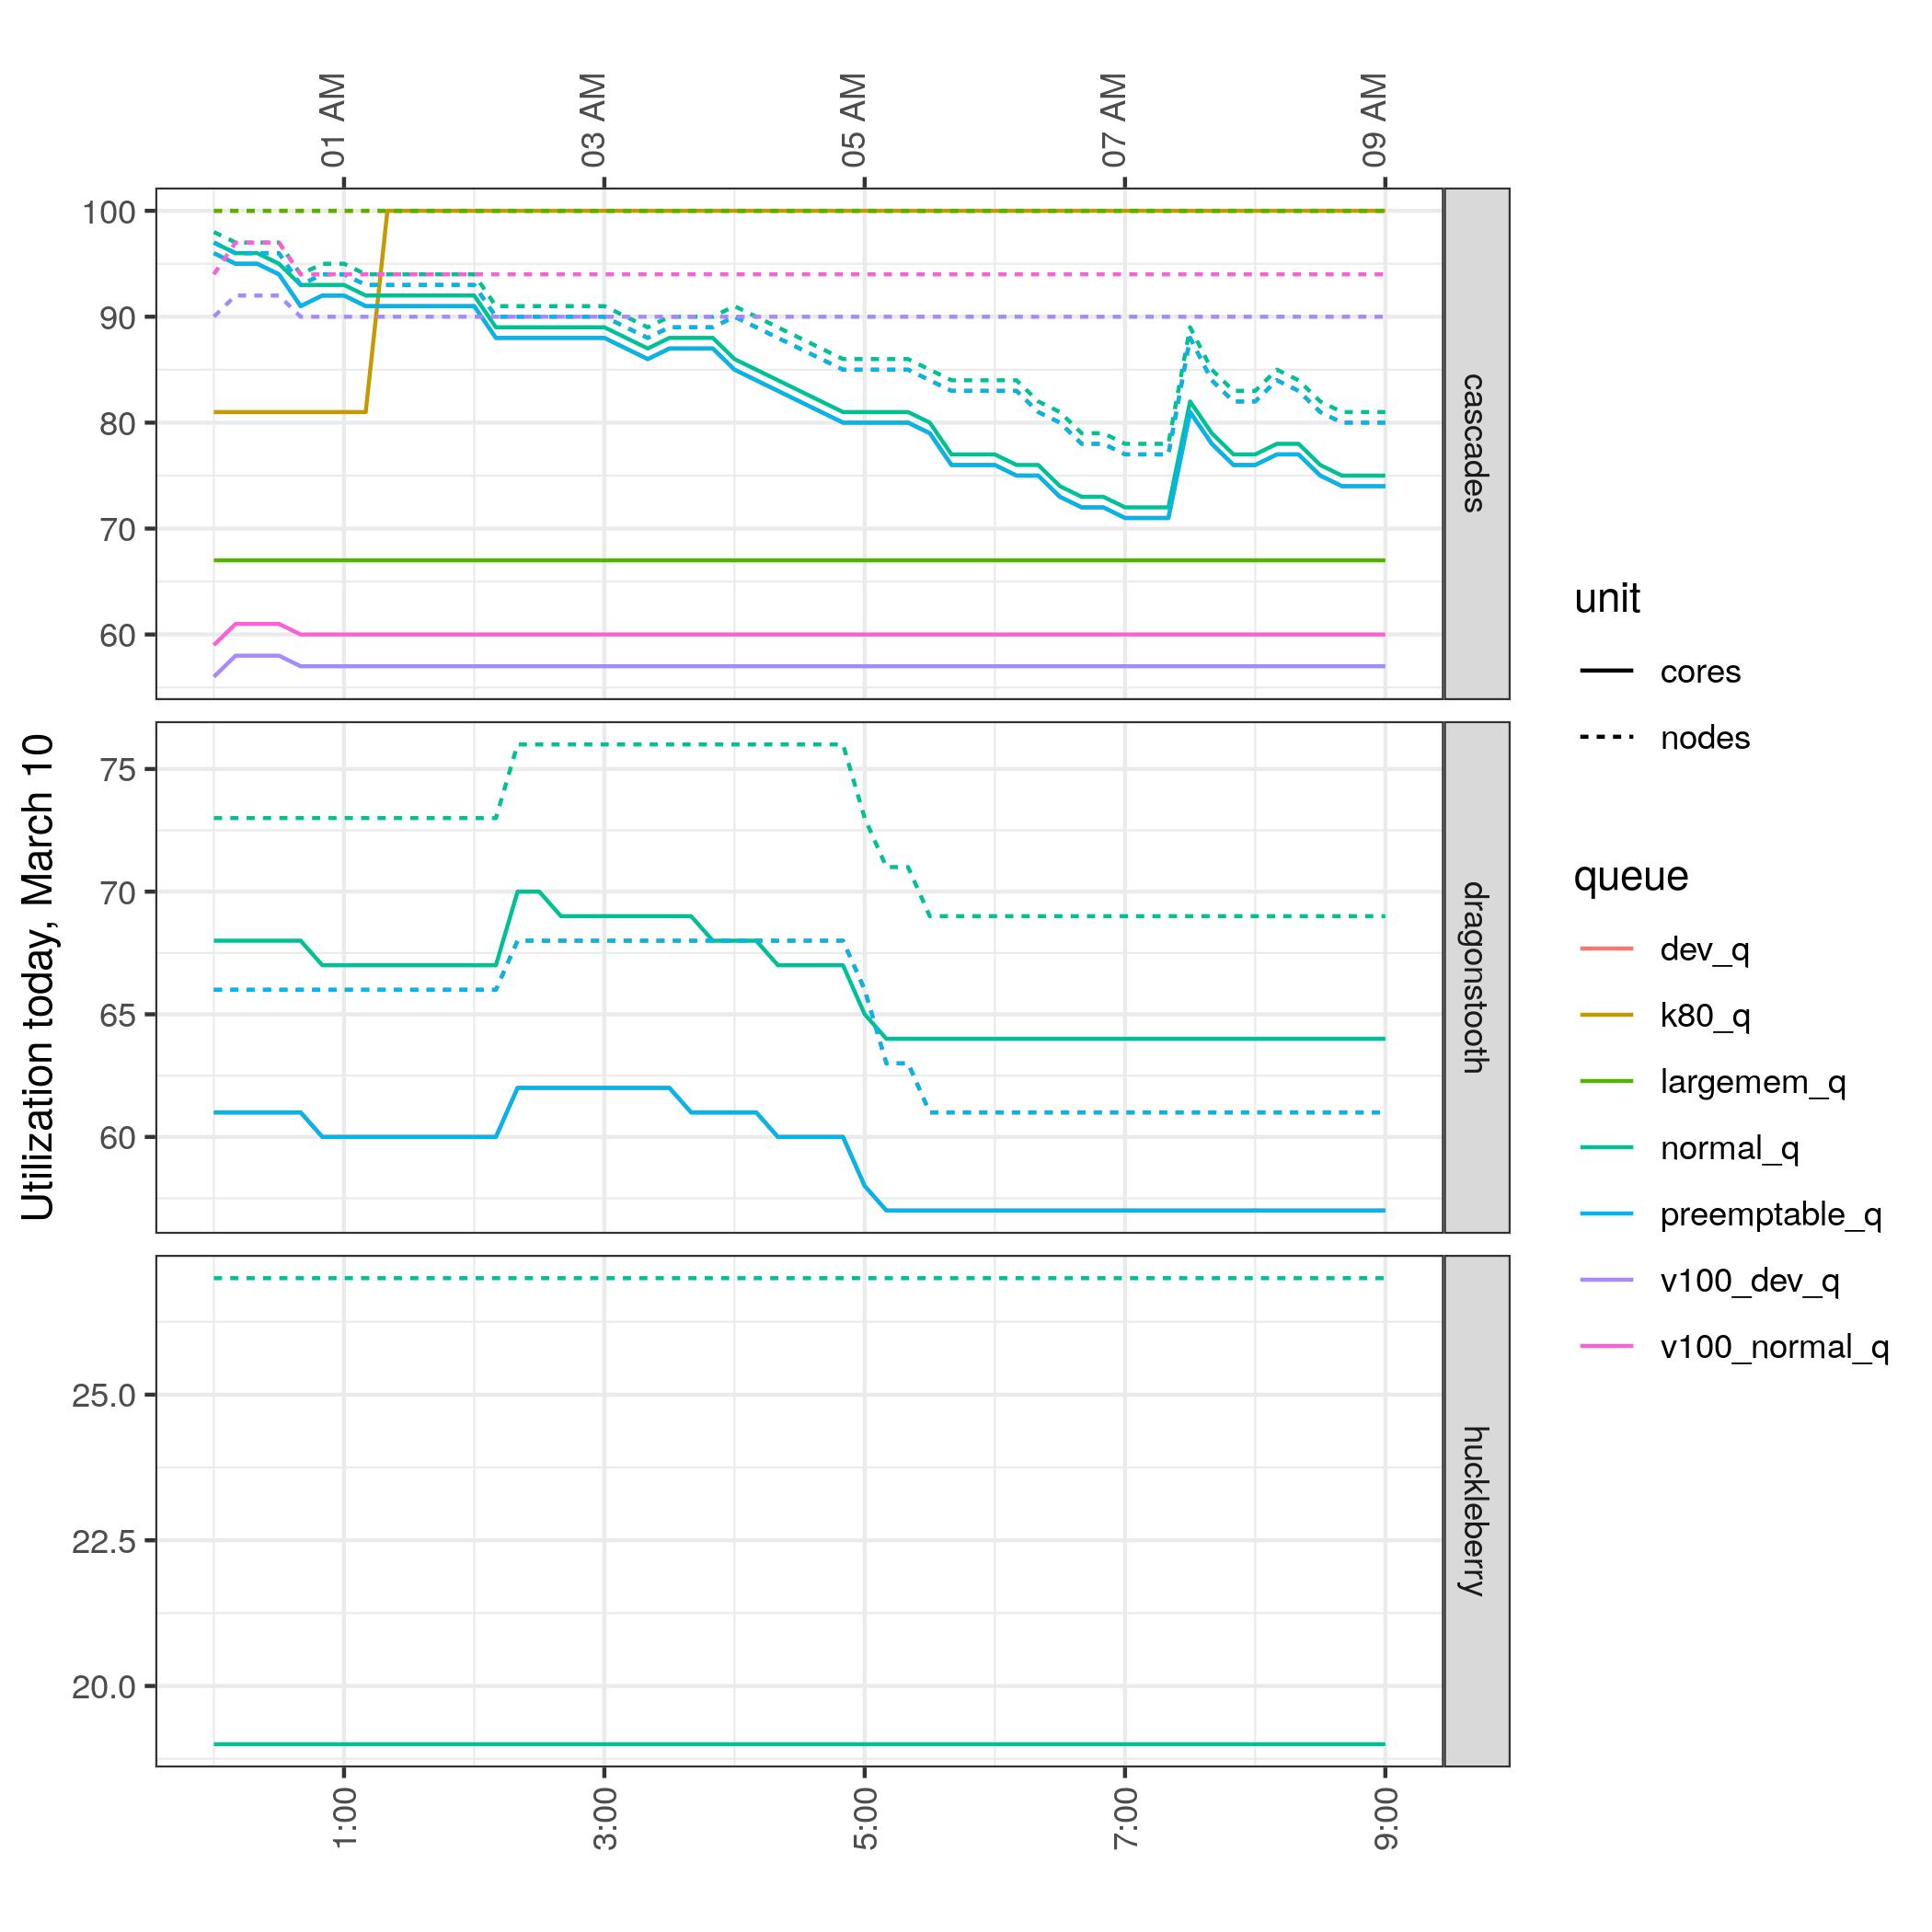 01 AM
03 AM
05 AM
07 AM
09 AM
Utilization today, March 10
100
90
80
70
60
cascades
75
70
65
60
dragonstooth
25.0
22.5
20.0
huckleberry
1:00
3:00
5:00
7:00
9:00
unit
cores
nodes
queue
dev_q
k80_q
largemem_q
normal_q
preemptable_q
v100_dev_q
v100_normal_q